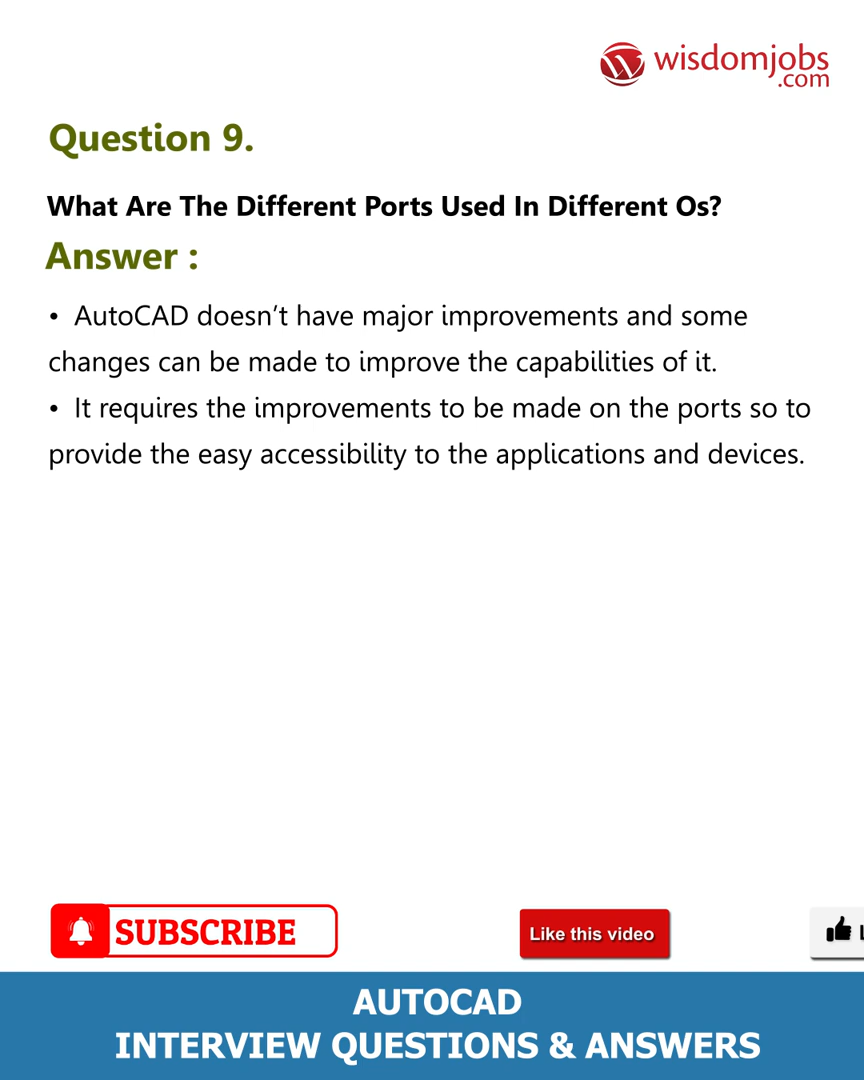 wisdomjobs
.com
Question 9.
What Are The Different Ports Used In Different Os?
Answer :
• AutoCAD doesn’t have major improvements and some
changes can be made to improve the capabilities of it.
• It requires the improvements to be made on the ports so to
provide the easy accessibility to the applications and devices.
SUBSCRIBE
Like this video
AUTOCAD
INTERVIEW QUESTIONS & ANSWERS